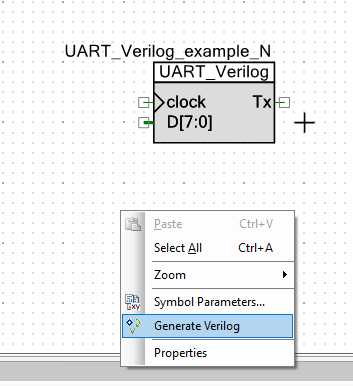 UART_Verilog_example_N
UART_Verilog
clock Tx
D[7:0]
Paste Ctrl+V
Select All Ctrl+A
Zoom
Symbol Parameters...
Generate Verilog
Properties